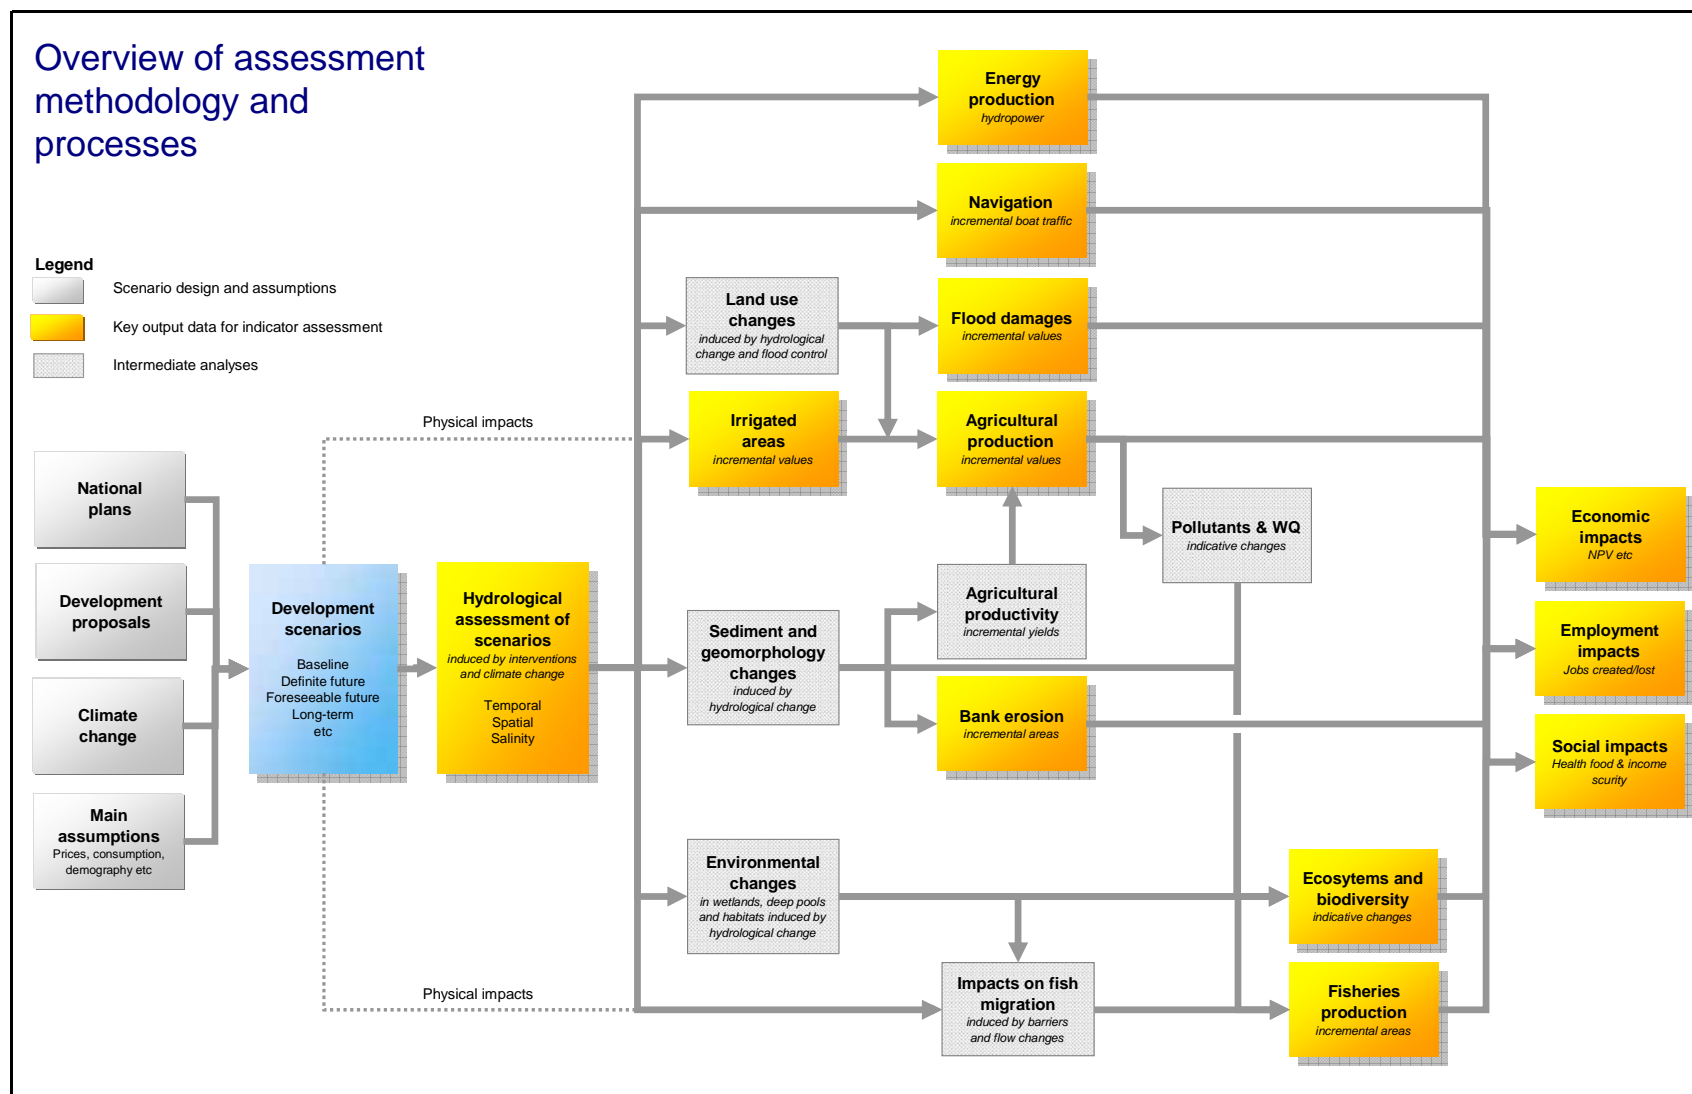 Overview of assessment
methodology and
processes
Legend
Scenario design and assumptions
Key output data for indicator assessment
Intermediate analyses
National
plans
Development
proposals
Climate
change
Main
assumptions
Prices, consumption,
demography etc
Physical impacts
Development
scenarios
Baseline
Definite future
Foreseeable future
Long-term
etc
Physical impacts
Hydrological
assessment of
scenarios
induced by interventions
and climate change
Temporal
Spatial
Salinity
Land use
changes
induced by hydrological
change and flood control
Irrigated
areas
incremental values
Sediment and
geomorphology
changes
induced by
hydrological change
Environmental
changes
in wetlands, deep pools
and habitats induced by
hydrological change
Energy
production
hydropower
Navigation
incremental boat traffic
Flood damages
incremental values
Agricultural
production
incremental values
Agricultural
productivity
incremental yields
Bank erosion
incremental areas
Impacts on fish
migration
induced by barriers
and flow changes
Pollutants & WQ
indicative changes
Ecosytems and
biodiversity
indicative changes
Fisheries
production
incremental areas
Economic
impacts
NPV etc
Employment
impacts
Jobs created/lost
Social impacts
Health food & income
scurity